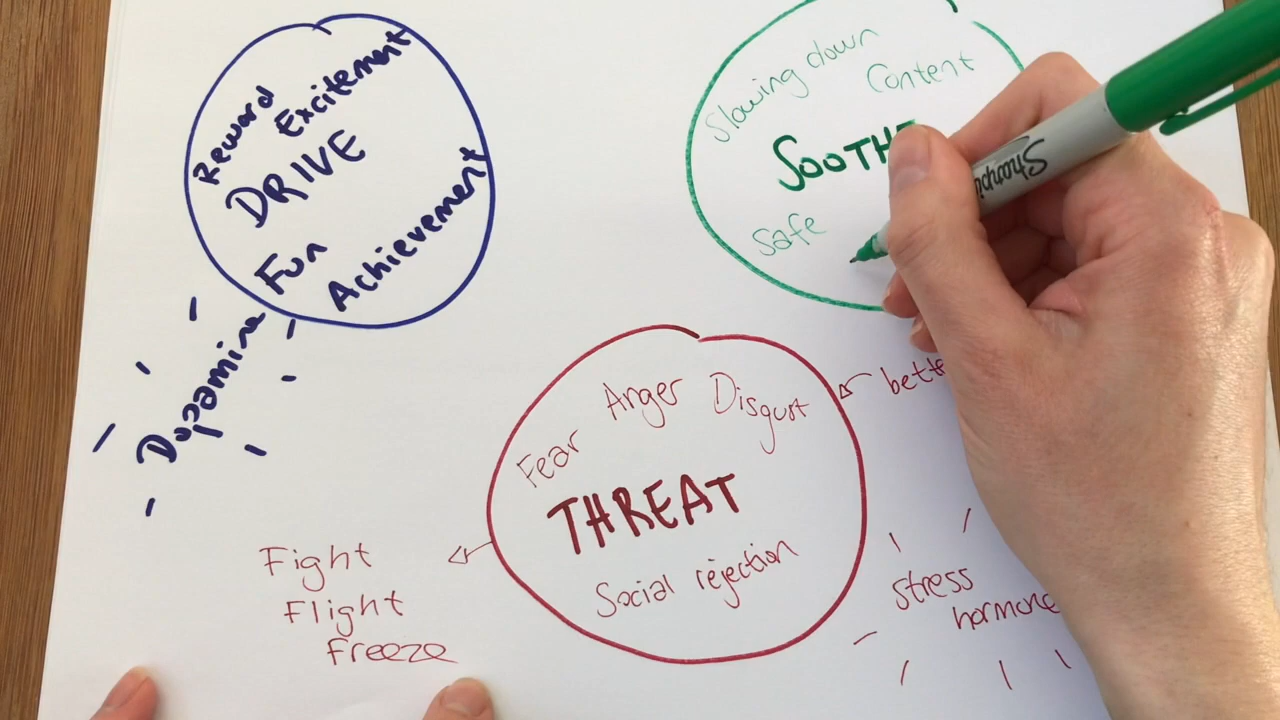 Reward
Excitement
DRIVE
Fun
Achievement
Dopamine
Slowing down
Content
SOOTHE
Safe
Sharpie
Anger Disgust
Fear
THREAT
Social rejection
Fight
Flight
freeze
stress